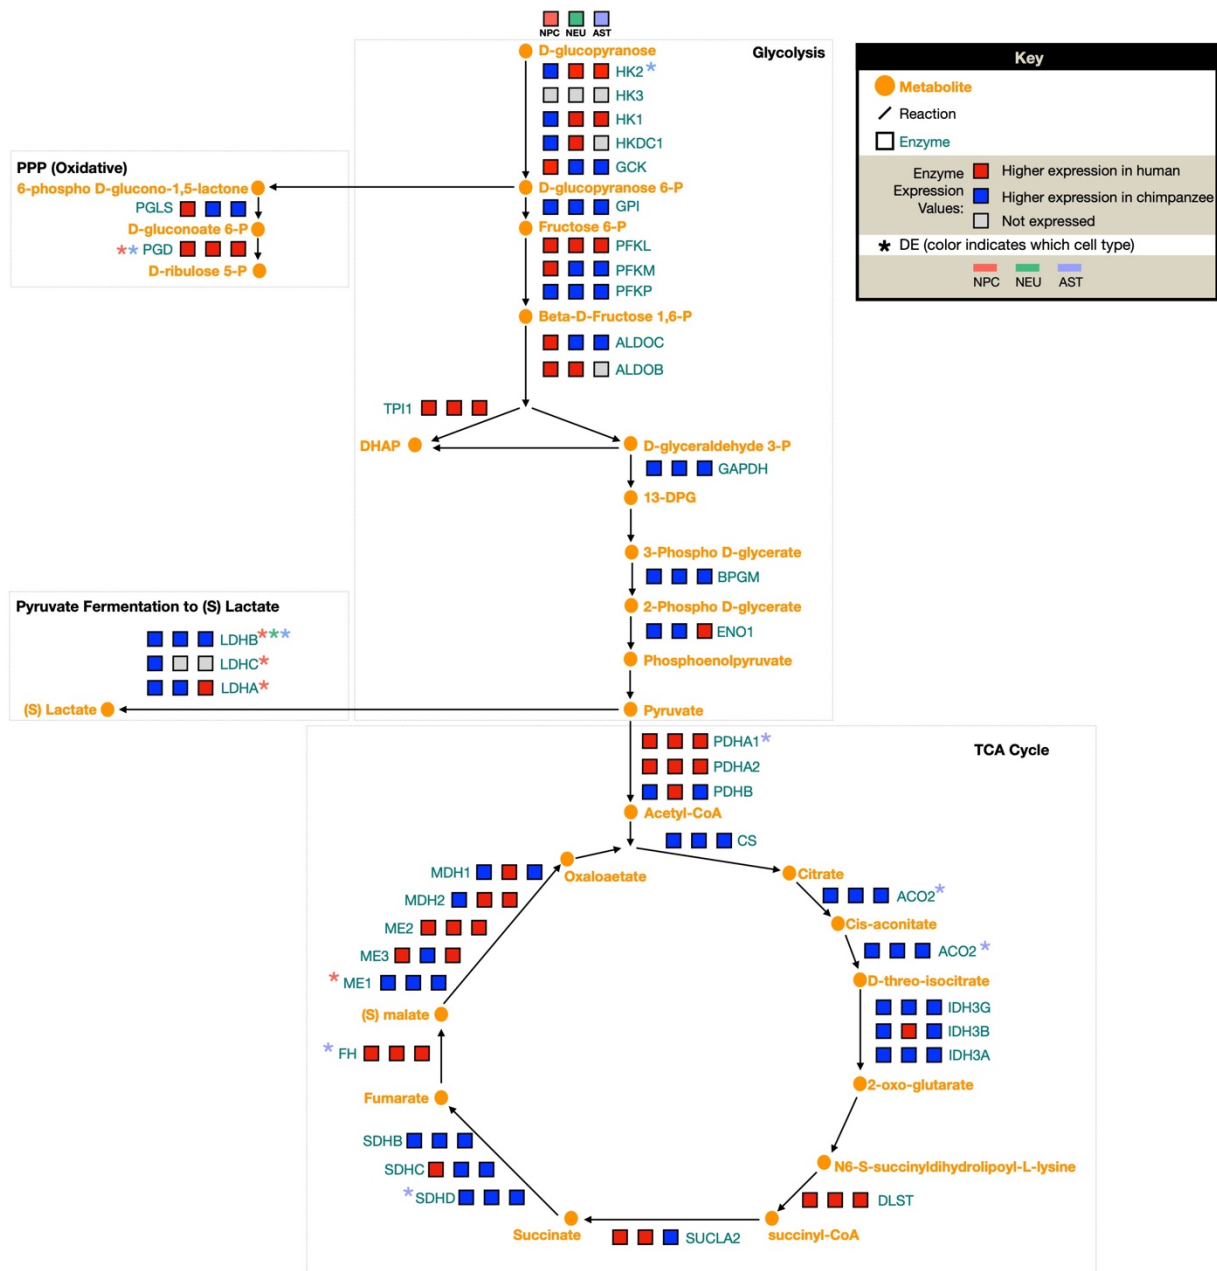 NPC NEU AST
D-glucopyranose
Glycolysis
HK2*
HK3
HK1
HKDC1
GCK
D-glucopyranose 6-P
GPI
Fructose 6-P
PFKL
PFKM
PFKP
Beta-D-Fructose 1,6-P
ALDOC
ALDOB
TPI1
DHAP
D-glyceraldehyde 3-P
GAPDH
13-DPG
3-Phospho D-glycerate
BPGM
2-Phospho D-glycerate
ENO1
Phosphoenolpyruvate
Pyruvate
Key
Metabolite
Reaction
Enzyme
Enzyme Expression Values:
Higher expression in human
Higher expression in chimpanzee
Not expressed
* DE (color indicates which cell type)
NPC NEU AST
PPP (Oxidative)
6-phospho D-glucono-1,5-lactone
PGLS
D-gluconoate 6-P
** PGD
D-ribulose 5-P
Pyruvate Fermentation to (S) Lactate
LDHB***
LDHC*
LDHA*
(S) Lactate
TCA Cycle
PDHA1*
PDHA2
PDHB
Acetyl-CoA
CS
Oxaloaetate
Citrate
ACO2*
Cis-aconitate
ACO2*
D-threo-isocitrate
IDH3G
IDH3B
IDH3A
2-oxo-glutarate
N6-S-succinyldihydrolipoyl-L-lysine
DLST
succinyl-CoA
SUCLA2
Succinate
SDHB
SDHC
*SDHD
Fumarate
* FH
(S) malate
MDH1
MDH2
ME2
ME3
* ME1